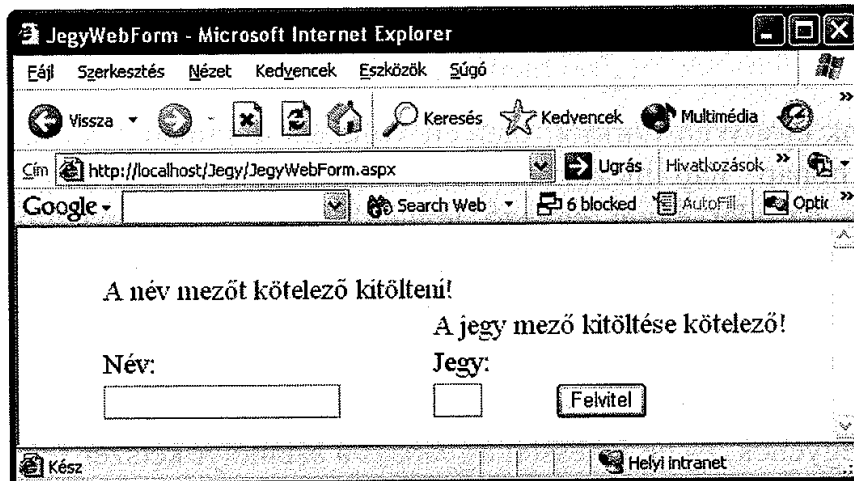 JegyWebForm - Microsoft Internet Explorer
Fájl Szerkesztés Nézet Kedvencek Eszközök Súgó
Vissza Keresés Kedvencek Multimédia »
Cím http://localhost/Jegy/JegyWebForm.aspx Ugrás Hivatkozások »
Google Search Web 6 blocked AutoFill Optic »
A név mezőt kötelező kitölteni!
A jegy mező kitöltése kötelező!
Név: Jegy:
Felvitel
Kész Helyi intranet